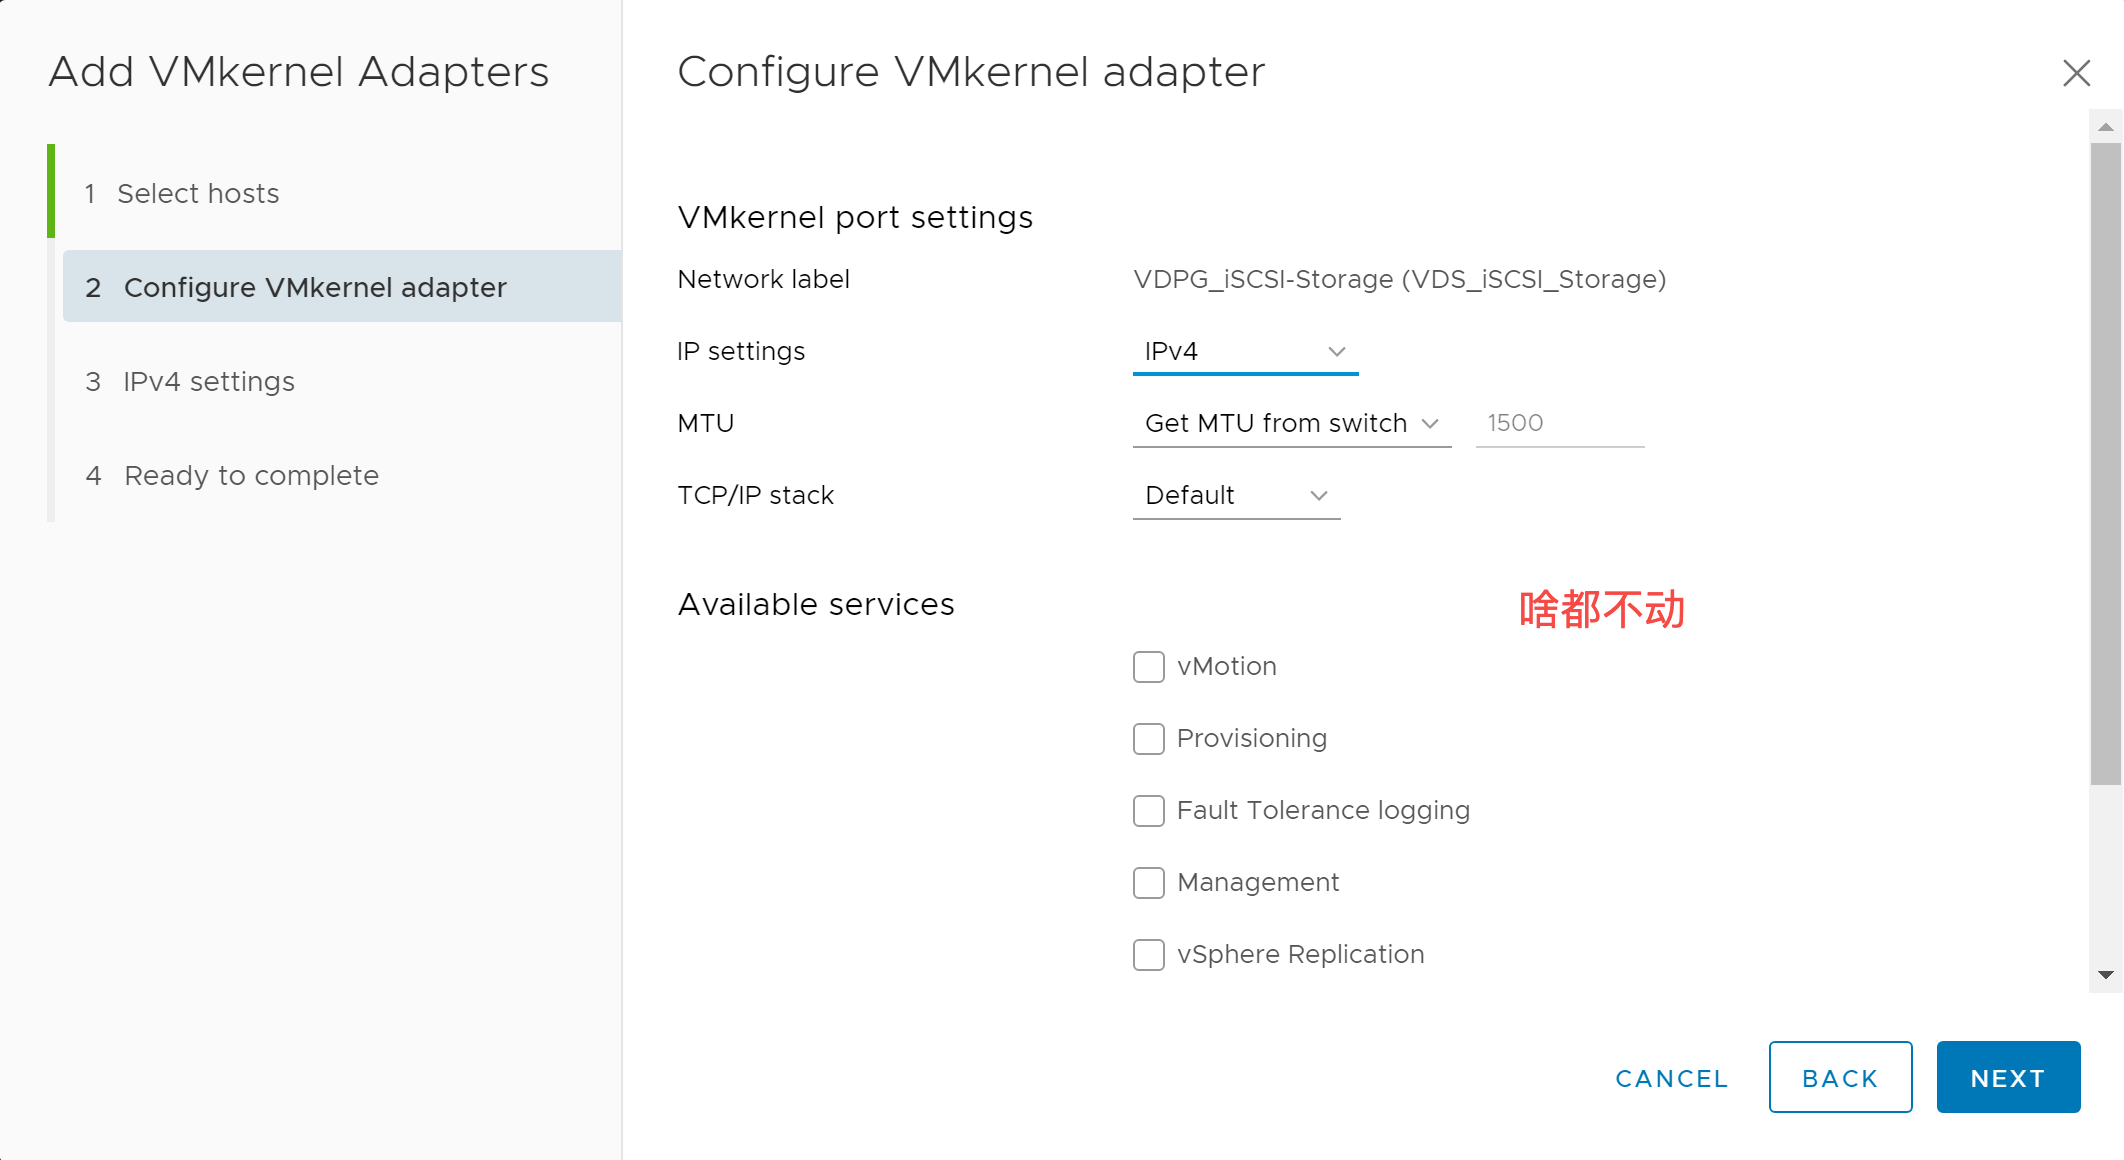 Add VMkernel Adapters
1 Select hosts
2 Configure VMkernel adapter
3 IPv4 settings
4 Ready to complete
Configure VMkernel adapter
VMkernel port settings
Network label VDPG_iSCSI-Storage (VDS_iSCSI_Storage)
IP settings IPv4
MTU Get MTU from switch 1500
TCP/IP stack Default
Available services 啥都不动
vMotion
Provisioning
Fault Tolerance logging
Management
vSphere Replication
CANCEL BACK NEXT